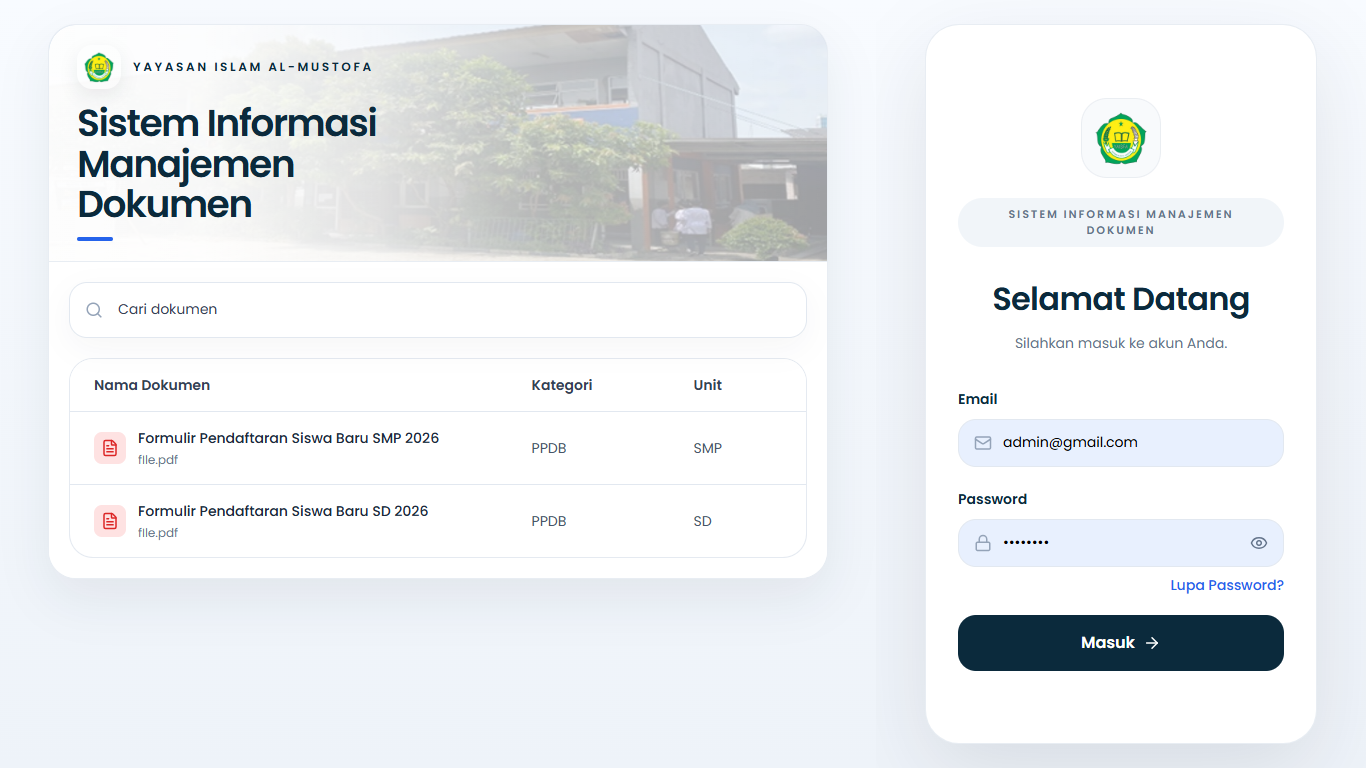 YAYASAN ISLAM AL-MUSTOFA
Sistem Informasi
Manajemen
Dokumen
Cari dokumen
Nama Dokumen Kategori Unit
Formulir Pendaftaran Siswa Baru SMP 2026
file.pdf
PPDB SMP
Formulir Pendaftaran Siswa Baru SD 2026
file.pdf
PPDB SD
SISTEM INFORMASI MANAJEMEN
DOKUMEN
Selamat Datang
Silahkan masuk ke akun Anda.
Email
admin@gmail.com
Password
••••••••
Lupa Password?
Masuk →